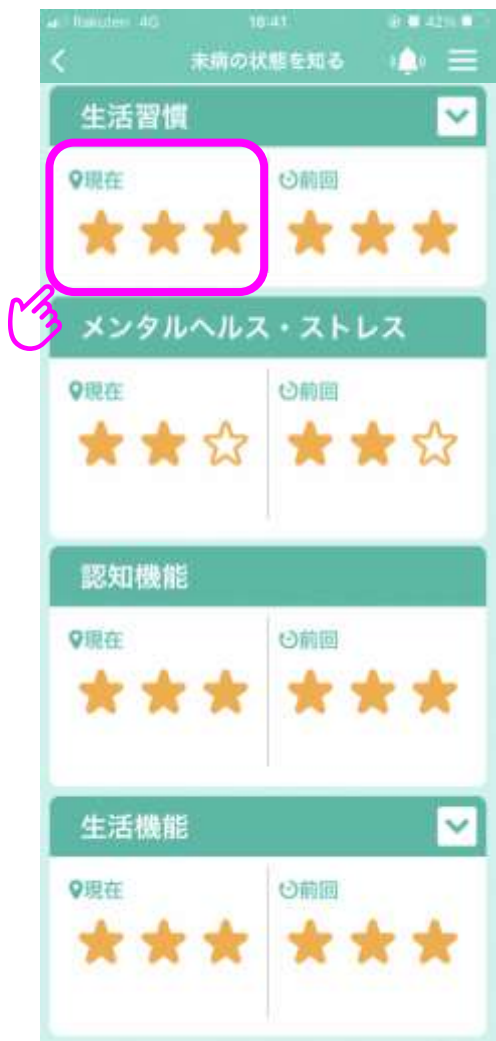 Rakuten 4G 18:41 42%
未病の状態を知る
生活習慣
現在 前回
メンタルヘルス・ストレス
現在 前回
認知機能
現在 前回
生活機能
現在 前回